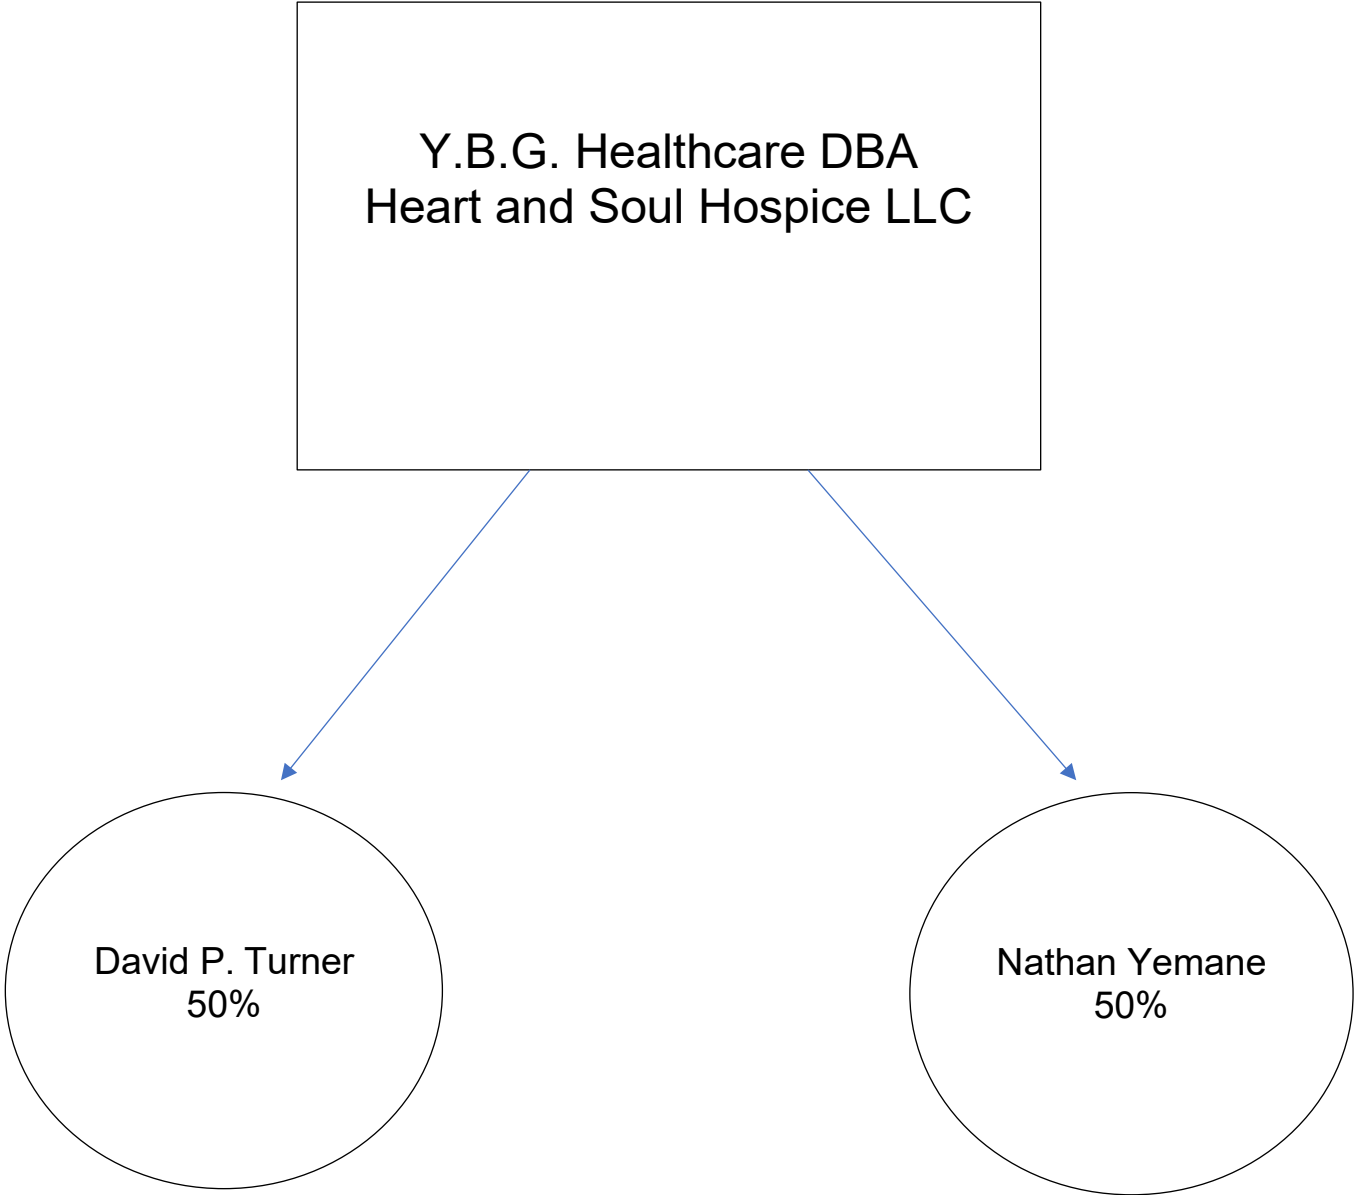 Y.B.G. Healthcare DBA
Heart and Soul Hospice LLC
David P. Turner
50%
Nathan Yemane
50%